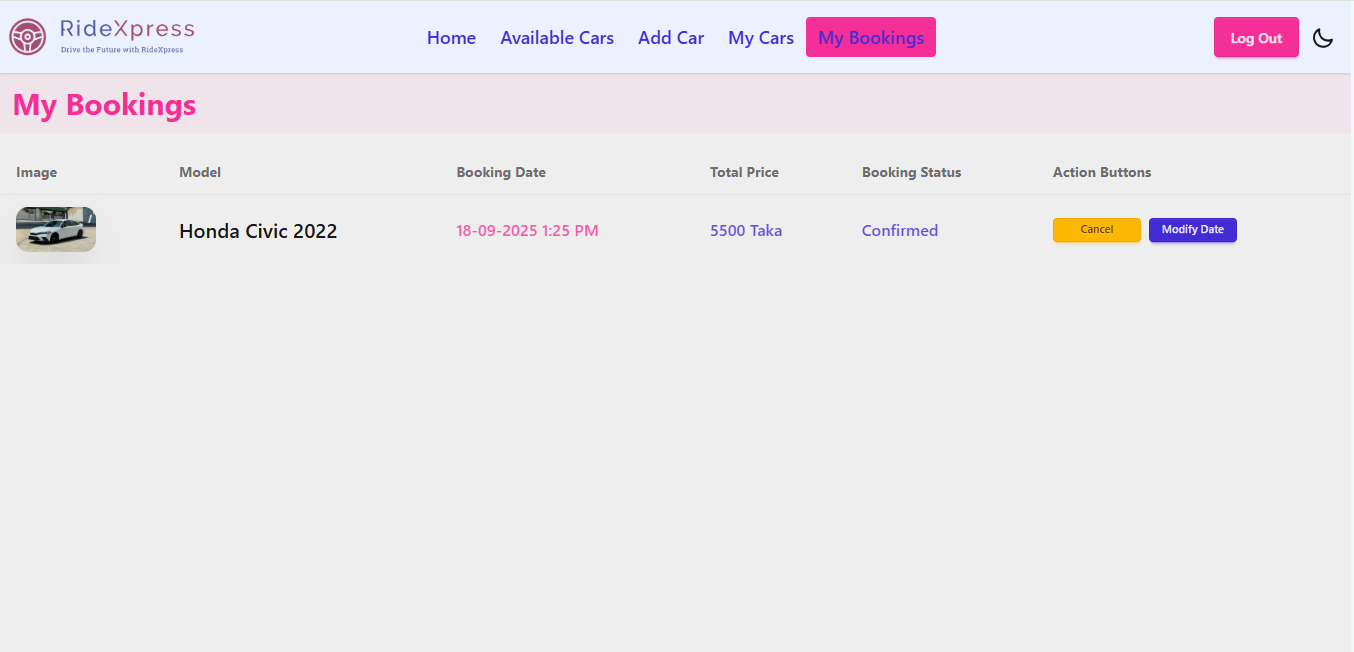 RideXpress
Drive the Future with RideXpress
Home Available Cars Add Car My Cars My Bookings Log Out
My Bookings
Image Model Booking Date Total Price Booking Status Action Buttons
Honda Civic 2022 18-09-2025 1:25 PM 5500 Taka Confirmed Cancel Modify Date